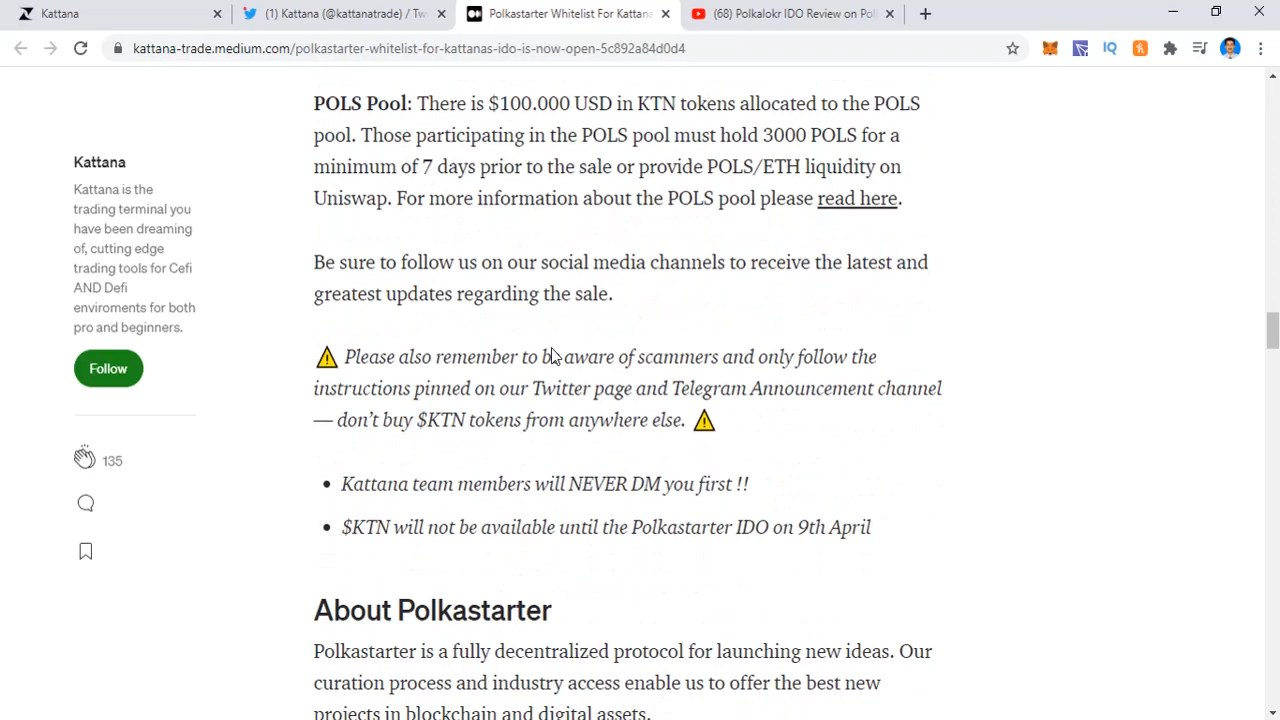 Kattana
(1) Kattana (@kattanatrade) / Tw
Polkastarter Whitelist For Kattana
(68) Polkalokr IDO Review on Pol
kattana-trade.medium.com/polkastarter-whitelist-for-kattanas-ido-is-now-open-5c892a84d0d4
IQ
POLS Pool: There is $100.000 USD in KTN tokens allocated to the POLS
pool. Those participating in the POLS pool must hold 3000 POLS for a
minimum of 7 days prior to the sale or provide POLS/ETH liquidity on
Uniswap. For more information about the POLS pool please read here.
Kattana
Kattana is the
trading terminal you
have been dreaming
of, cutting edge
trading tools for Cefi
AND Defi
enviroments for both
pro and beginners.
Follow
135
Be sure to follow us on our social media channels to receive the latest and
greatest updates regarding the sale.
⚠️ Please also remember to be aware of scammers and only follow the
instructions pinned on our Twitter page and Telegram Announcement channel
— don’t buy $KTN tokens from anywhere else. ⚠️
• Kattana team members will NEVER DM you first !!
• $KTN will not be available until the Polkastarter IDO on 9th April
About Polkastarter
Polkastarter is a fully decentralized protocol for launching new ideas. Our
curation process and industry access enable us to offer the best new
projects in blockchain and digital assets.